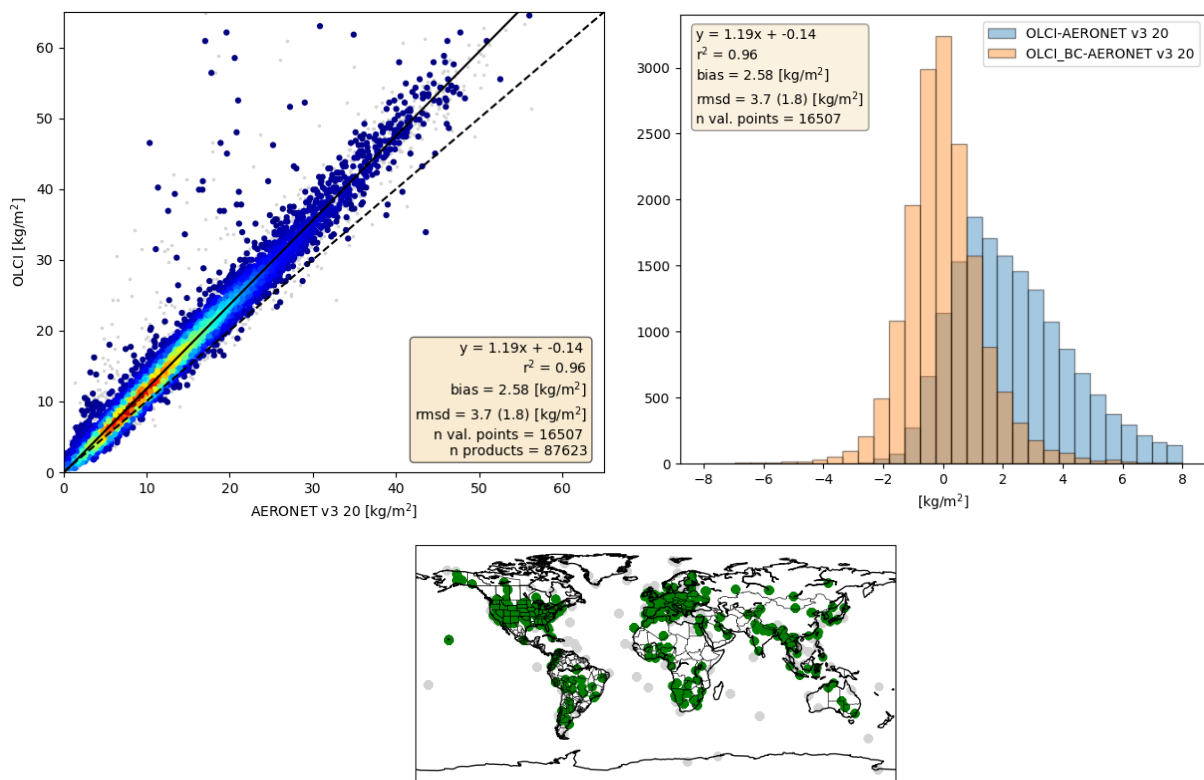 60
50
40
30
20
10
0
OLCI [kg/m²]
y = 1.19x + -0.14
r² = 0.96
bias = 2.58 [kg/m²]
rmsd = 3.7 (1.8) [kg/m²]
n val. points = 16507
n products = 87623
0 10 20 30 40 50 60
AERONET v3 20 [kg/m²]
y = 1.19x + -0.14
r² = 0.96
bias = 2.58 [kg/m²]
rmsd = 3.7 (1.8) [kg/m²]
n val. points = 16507
OLCI-AERONET v3 20
OLCI_BC-AERONET v3 20
3000
2500
2000
1500
1000
500
0
−8 −6 −4 −2 0 2 4 6 8
[kg/m²]